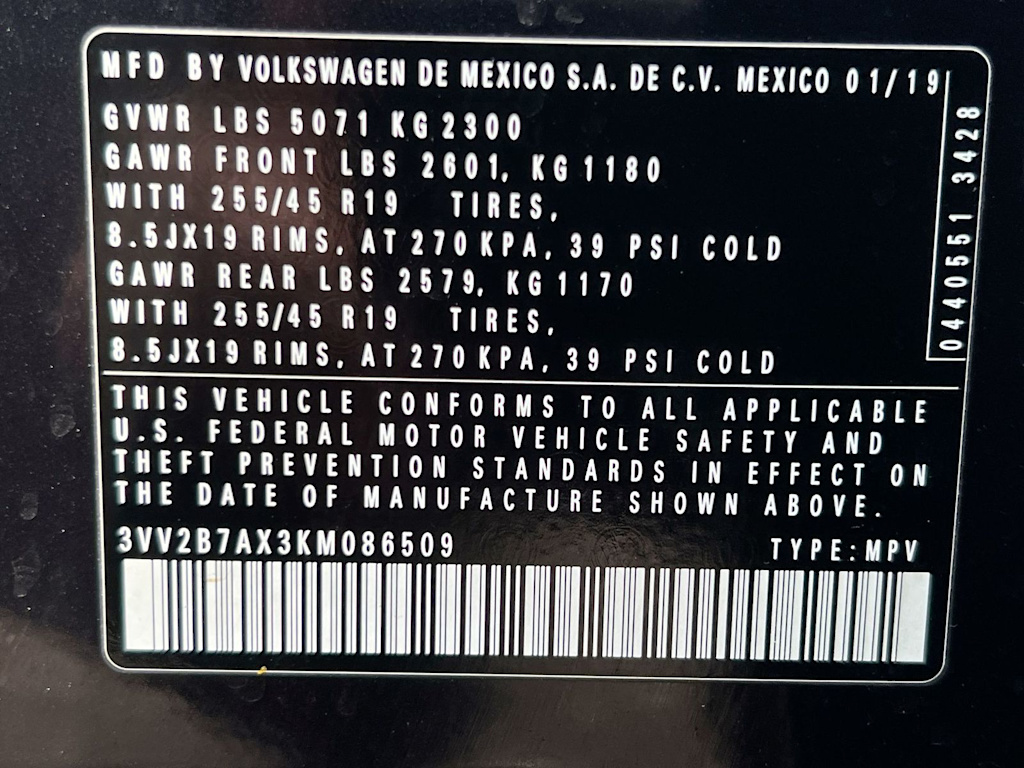 MFD BY VOLKSWAGEN DE MEXICO S.A. DE C.V. MEXICO 01/19
GVWR LBS 5071 KG 2300
GAWR FRONT LBS 2601, KG 1180
WITH 255/45 R19 TIRES,
8.5JX19 RIMS, AT 270 KPA, 39 PSI COLD
GAWR REAR LBS 2579, KG 1170
WITH 255/45 R19 TIRES,
8.5JX19 RIMS, AT 270 KPA, 39 PSI COLD
0440551 3428
THIS VEHICLE CONFORMS TO ALL APPLICABLE
U.S. FEDERAL MOTOR VEHICLE SAFETY AND
THEFT PREVENTION STANDARDS IN EFFECT ON
THE DATE OF MANUFACTURE SHOWN ABOVE.
3VV2B7AX3KM086509 TYPE:MPV